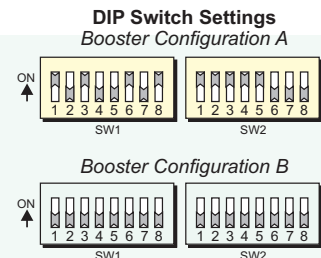 DIP Switch Settings
Booster Configuration A
ON
1 2 3 4 5 6 7 8
1 2 3 4 5 6 7 8
SW1
SW2
Booster Configuration B
ON
1 2 3 4 5 6 7 8
1 2 3 4 5 6 7 8
SW1
SW2